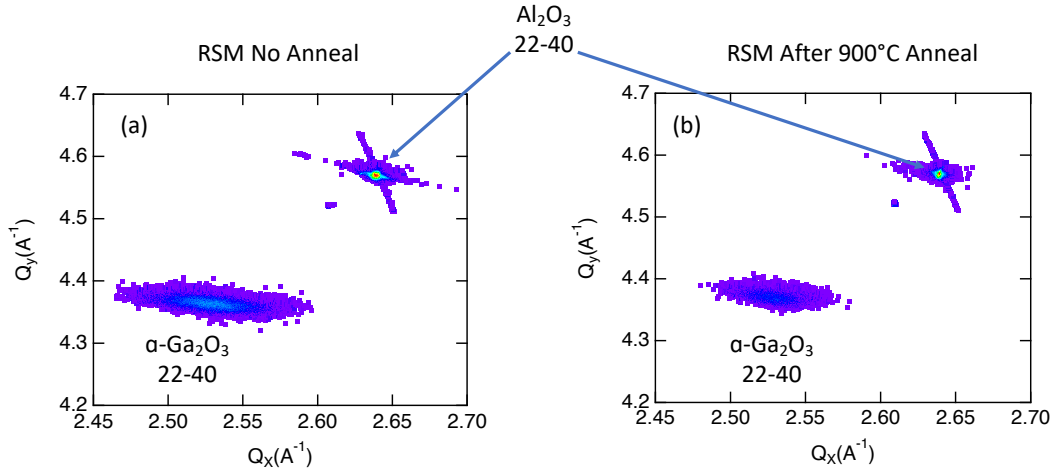 Al₂O₃
22-40
RSM No Anneal
RSM After 900°C Anneal
(a)
4.7
4.6
4.5
4.4
4.3
4.2
Qy(A⁻¹)
α-Ga₂O₃
22-40
2.45
2.50
2.55
2.60
2.65
2.70
QX(A⁻¹)
(b)
4.7
4.6
4.5
4.4
4.3
4.2
Qy(A⁻¹)
α-Ga₂O₃
22-40
2.45
2.50
2.55
2.60
2.65
2.70
QX(A⁻¹)